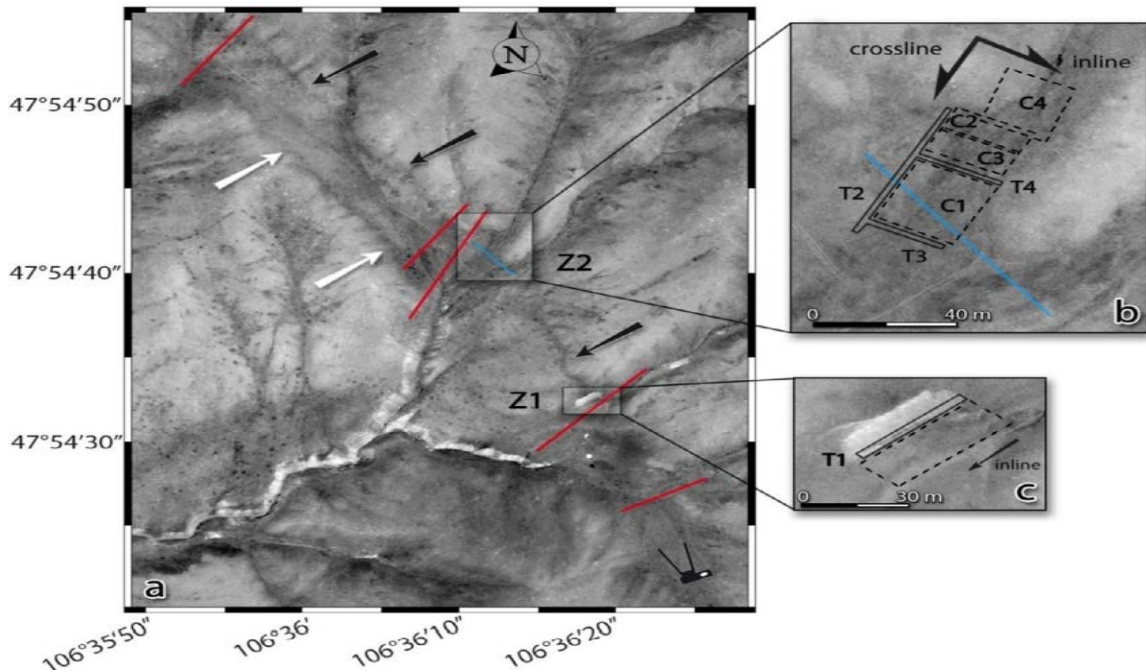 N
47°54'50"
47°54'40"
47°54'30"
Z2
Z1
a
106°35'50"
106°36'
106°36'10"
106°36'20"
crossline
inline
C4
C2
C3
T4
T2
C1
T3
0
40 m
b
T1
inline
0
30 m
c